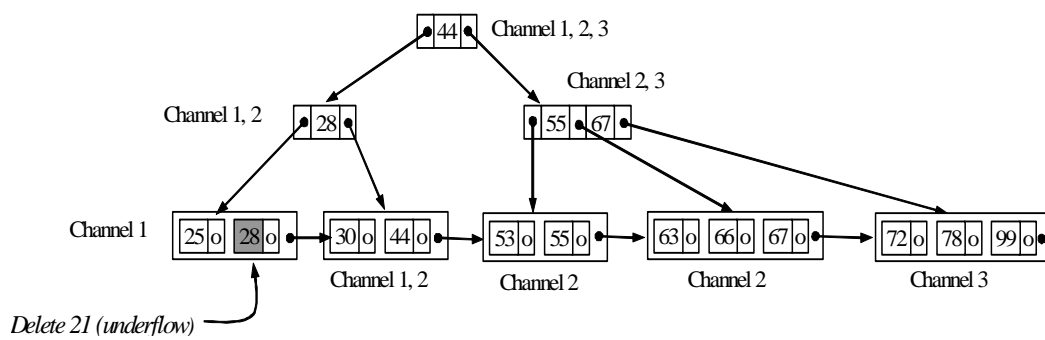 44 Channel 1, 2, 3
Channel 2, 3
Channel 1, 2
28
55 67
Channel 1
25 o 28 o
30 o 44 o
53 o 55 o
63 o 66 o 67 o
72 o 78 o 99 o
Channel 1, 2
Channel 2
Channel 2
Channel 3
Delete 21 (underflow)